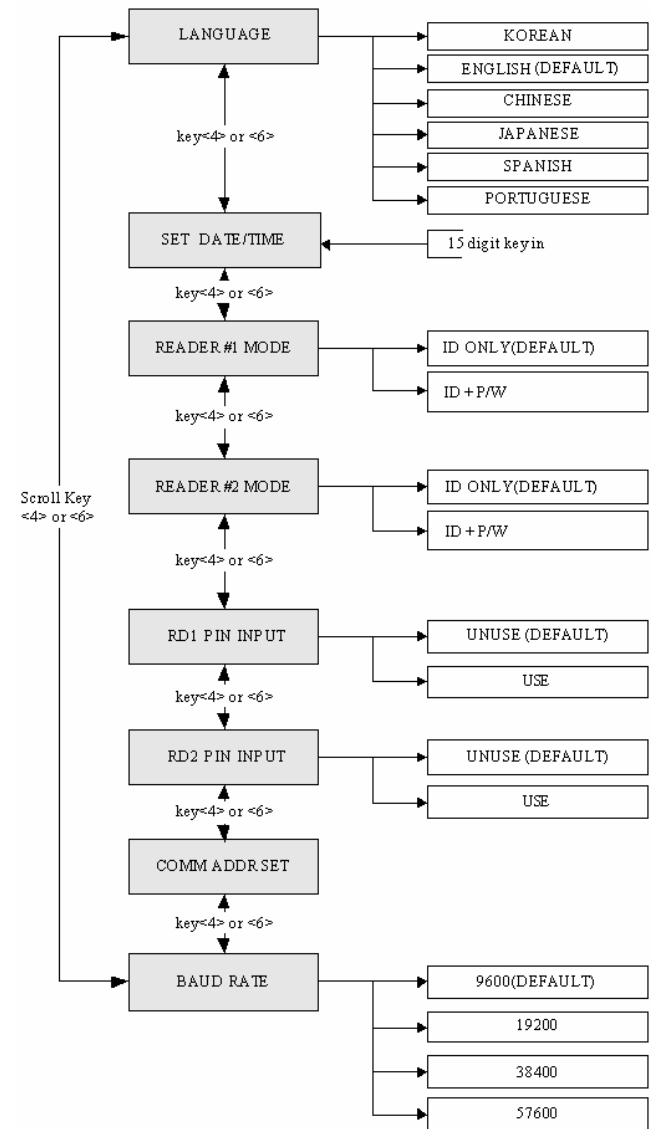 LANGUAGE
KOREAN
ENGLISH (DEFAULT)
CHINESE
JAPANESE
SPANISH
PORTUGUESE
key<4> or <6>
SET DATE/TIME
15 digit key in
key<4> or <6>
READER #1 MODE
ID ONLY(DEFAULT)
ID + P/W
key<4> or <6>
READER #2 MODE
ID ONLY(DEFAULT)
ID + P/W
Scroll Key
<4> or <6>
key<4> or <6>
RD1 PIN INPUT
UNUSE (DEFAULT)
USE
key<4> or <6>
RD2 PIN INPUT
UNUSE (DEFAULT)
USE
key<4> or <6>
COMM ADDR SET
key<4> or <6>
BAUD RATE
9600(DEFAULT)
19200
38400
57600